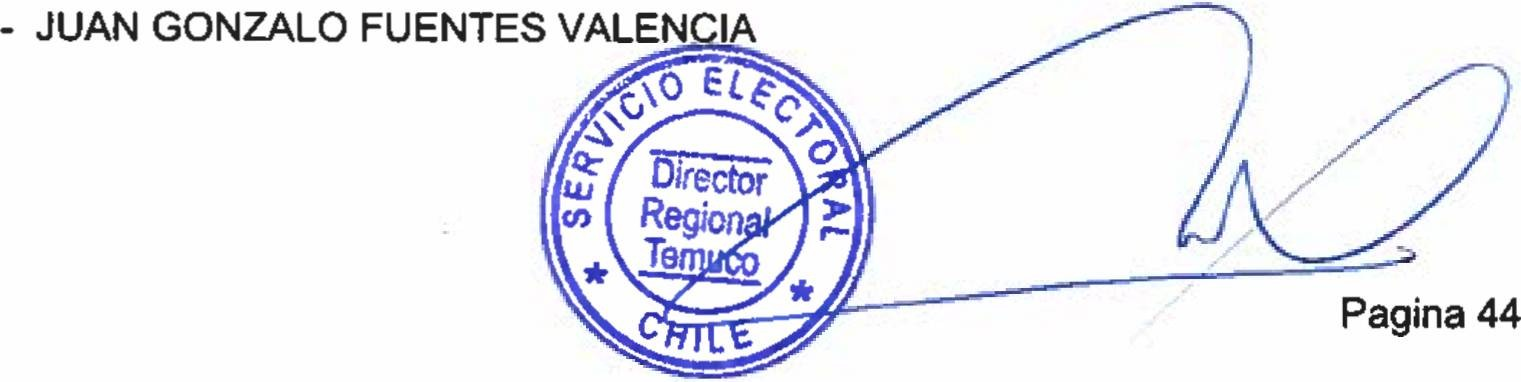 - JUAN GONZALO FUENTES VALENCIA
SERVICIO ELECTORAL
Director
Regional
Temuco
* CHILE *
Pagina 44